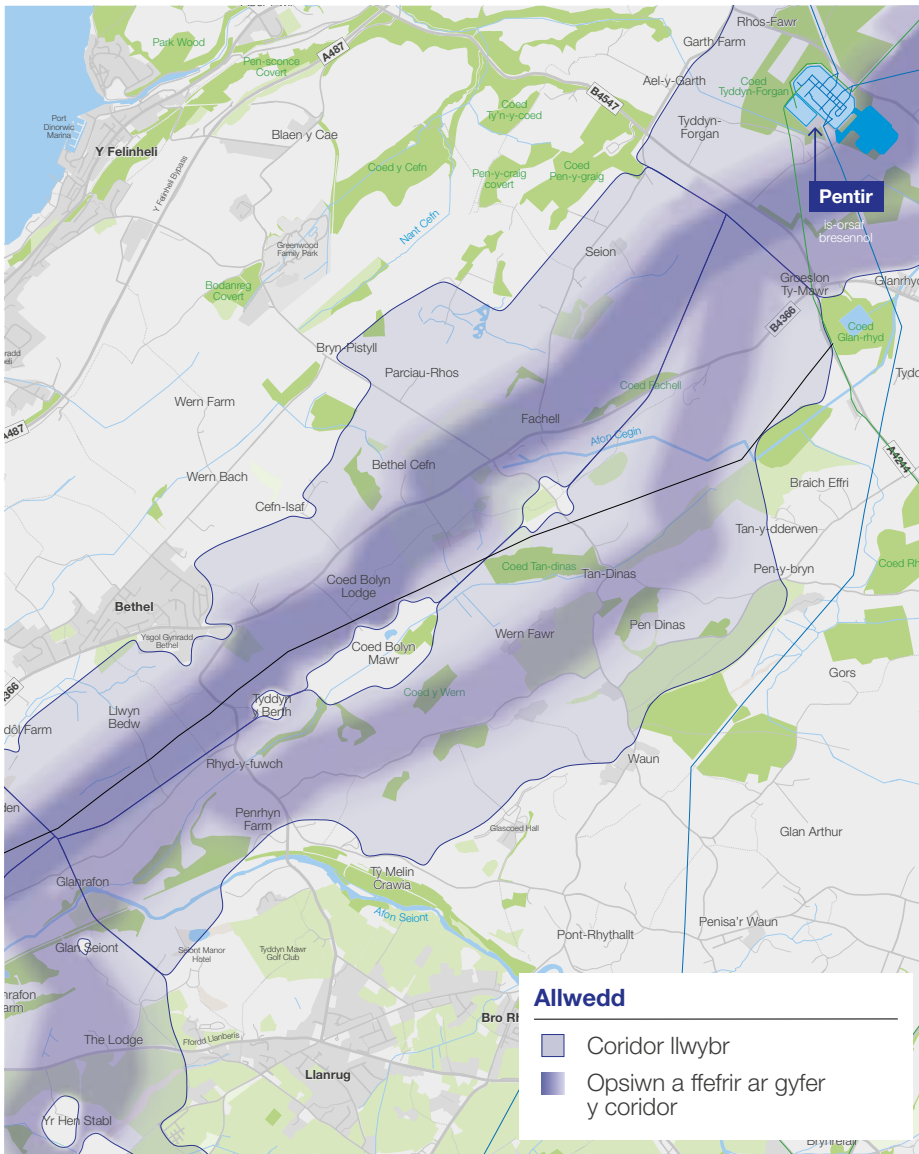 Rhos-Fawr
Garth Farm
Park Wood
A487
Pen-sconce
Covert
Ael-y-Garth
Coed
Tyddyn-Forgan
B4547
Coed
Ty'n-y-coed
Port
Dinorwic
Marina
Tyddyn-
Forgan
Blaen y Cae
Y Felinheli
Coed y Cefn
Pen-y-craig
covert
Coed
Pen-y-graig
Y Felinheli Bypass
Pentir
is-orsaf
bresennol
Nant Cefn
Greenwood
Family Park
Seion
Bodanreg
Covert
Groeslon
Ty-Mawr
B4366
Coed
Glan-rhyd
Bryn-Pistyll
Parciau-Rhos
Coed Fachell
Wern Farm
A487
Fachell
Afon Cegin
Bethel Cefn
A4244
Wern Bach
Braich Effri
Cefn-Isaf
Tan-y-dderwen
Coed Tan-dinas
Tan-Dinas
Pen-y-bryn
Coed Bolyn
Lodge
Bethel
Ysgol Gynradd
Bethel
Wern Fawr
Pen Dinas
Coed Bolyn
Mawr
Gors
Coed y Wern
Tyddyn
y Berth
Llwyn
Bedw
Rhyd-y-fuwch
Waun
Penrhyn
Farm
Glascoed Hall
Glan Arthur
Glanrafon
Tŷ Melin
Crawia
Afon Seiont
Penisa'r Waun
Pont-Rhythallt
Glan Seiont
Seiont Manor
Hotel
Tyddyn Mawr
Golf Club
The Lodge
Ffordd Llanberis
Llanrug
Yr Hen Stabl
Allwedd
Coridor llwybr
Opsiwn a ffefrir ar gyfer
y coridor